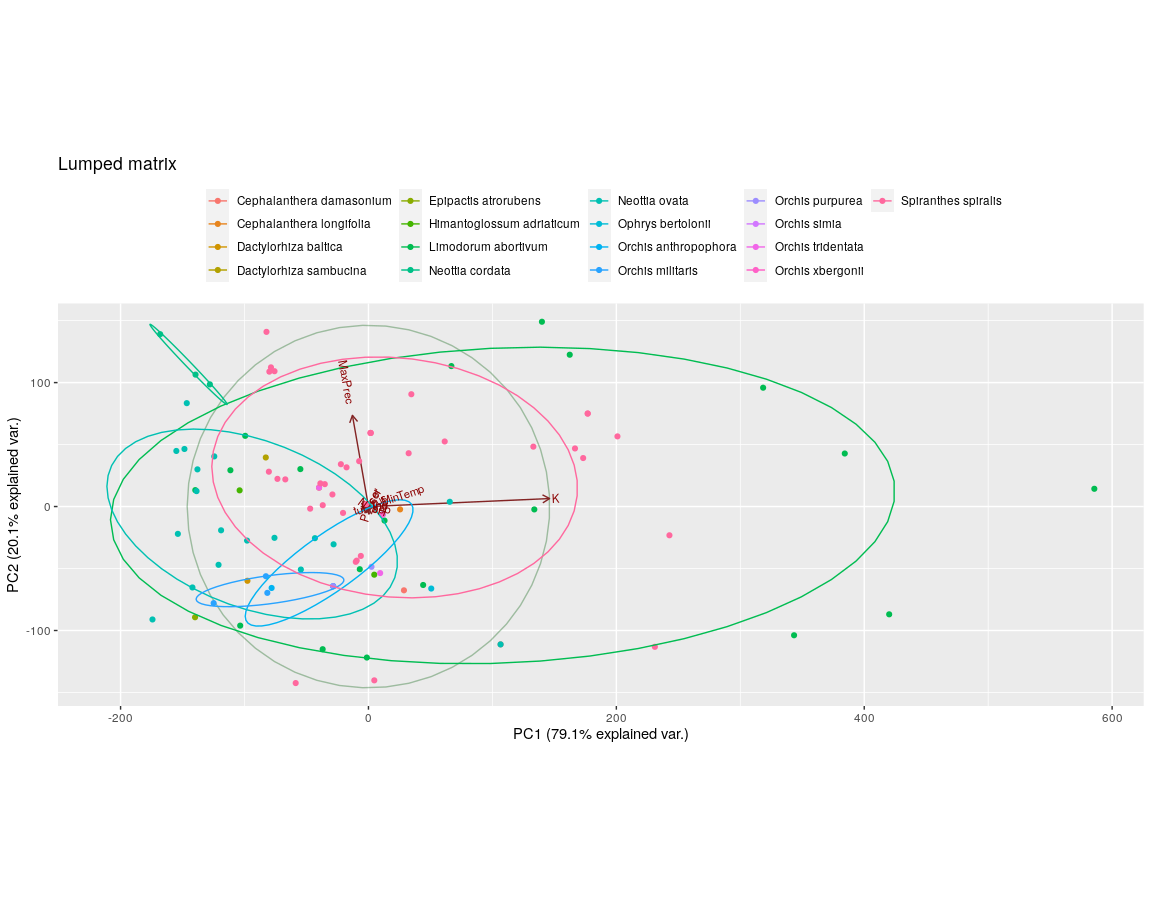 Lumped matrix
Cephalanthera damasonium Epipactis atrorubens Neottia ovata Orchis purpurea Spiranthes spiralis
Cephalanthera longifolia Himantoglossum adriaticum Ophrys bertolonii Orchis simia
Dactylorhiza baltica Limodorum abortivum Orchis anthropophora Orchis tridentata
Dactylorhiza sambucina Neottia cordata Orchis militaris Orchis xbergonii
MaxPrec
MinTemp
K
100
0
-100
-200 0 200 400 600
PC1 (79.1% explained var.)
PC2 (20.1% explained var.)